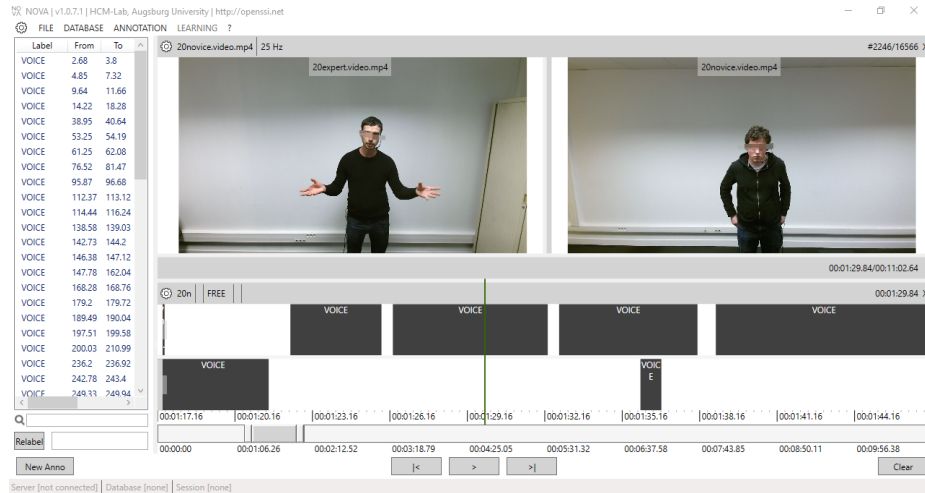 NOVA | v1.0.7.1 | HCM-Lab, Augsburg University | http://openssi.net
FILE DATABASE ANNOTATION LEARNING ?
Label From To
VOICE 2.68 3.8
VOICE 4.85 7.32
VOICE 9.64 11.66
VOICE 14.22 18.28
VOICE 38.95 40.64
VOICE 53.25 54.19
VOICE 61.25 62.08
VOICE 76.52 81.47
VOICE 95.87 96.68
VOICE 112.37 113.12
VOICE 114.44 116.24
VOICE 138.58 139.03
VOICE 142.73 144.2
VOICE 146.38 147.12
VOICE 147.78 162.04
VOICE 168.28 168.76
VOICE 179.2 179.72
VOICE 189.49 190.04
VOICE 197.51 199.58
VOICE 200.03 210.99
VOICE 236.2 236.92
VOICE 242.78 243.4
VOICE 249.33 249.94
Relabel
New Anno
20novice.video.mp4 25 Hz #2246/16566 X
20expert.video.mp4 20novice.video.mp4
00:01:29.84/00:11:02.64
20n FREE 00:01:29.84 X
VOICE VOICE VOICE VOICE
VOICE VOIC
E
00:01:17.16 00:01:20.16 00:01:23.16 00:01:26.16 00:01:29.16 00:01:32.16 00:01:35.16 00:01:38.16 00:01:41.16 00:01:44.16
00:00:00 00:01:06.26 00:02:12.52 00:03:18.79 00:04:25.05 00:05:31.32 00:06:37.58 00:07:43.85 00:08:50.11 00:09:56.38
|< > >| Clear
Server [not connected] Database [none] Session [none]